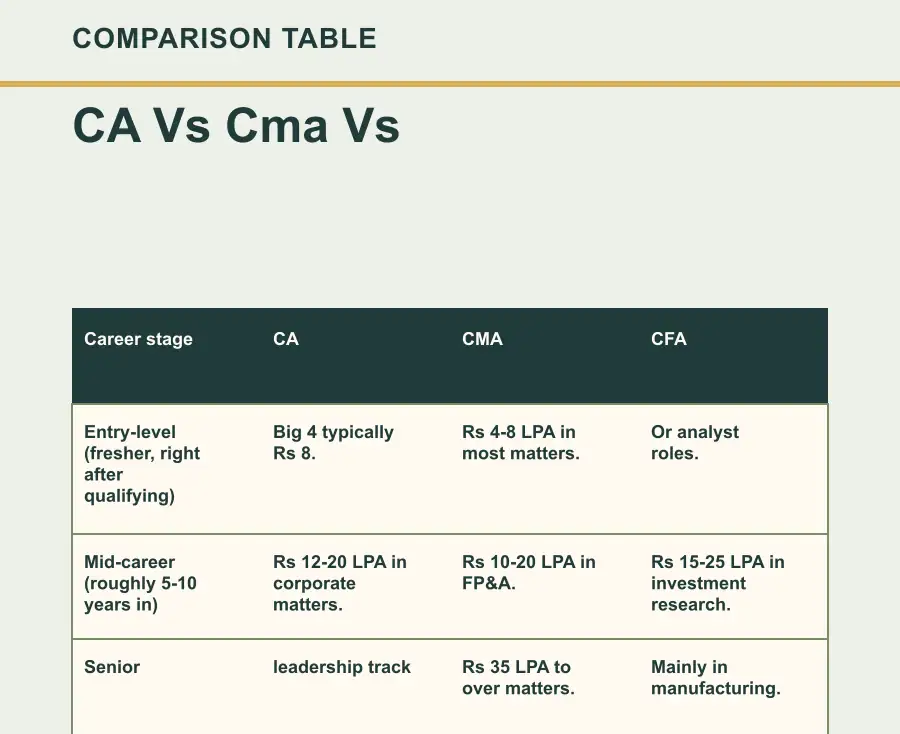 COMPARISON TABLE
CA Vs Cma Vs
Career stage
CA
CMA
CFA
Entry-level
(fresher, right
after
qualifying)
Big 4 typically
Rs 8.
Rs 4-8 LPA in
most matters.
Or analyst
roles.
Mid-career
(roughly 5-10
years in)
Rs 12-20 LPA in
corporate
matters.
Rs 10-20 LPA in
FP&A.
Rs 15-25 LPA in
investment
research.
Senior
leadership track
Rs 35 LPA to
over matters.
Mainly in
manufacturing.